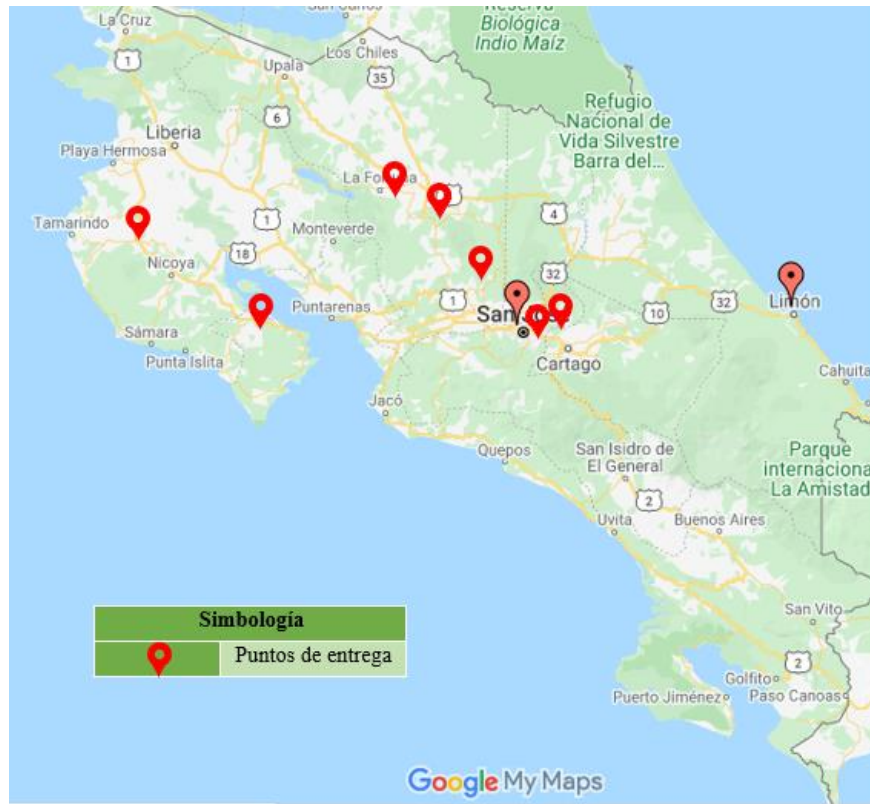 Reserva
Biológica
Indio Maíz
La Cruz
San Carlos
Los Chiles
1
Upala
35
Refugio
Nacional de
Vida Silvestre
Barra del...
6
Liberia
Playa Hermosa
La Fortuna
4
Tamarindo
1
Monteverde
18
Nicoya
32
1
Puntarenas
San José
32
Limón
10
Sámara
Punta Islita
Cartago
Cahuita
Jacó
Quepos
San Isidro de
El General
Parque
internaciona
La Amistad
2
Uvita
Buenos Aires
Simbología
Puntos de entrega
San Vito
2
Golfito
Puerto Jiménez
Paso Canoas
Google My Maps